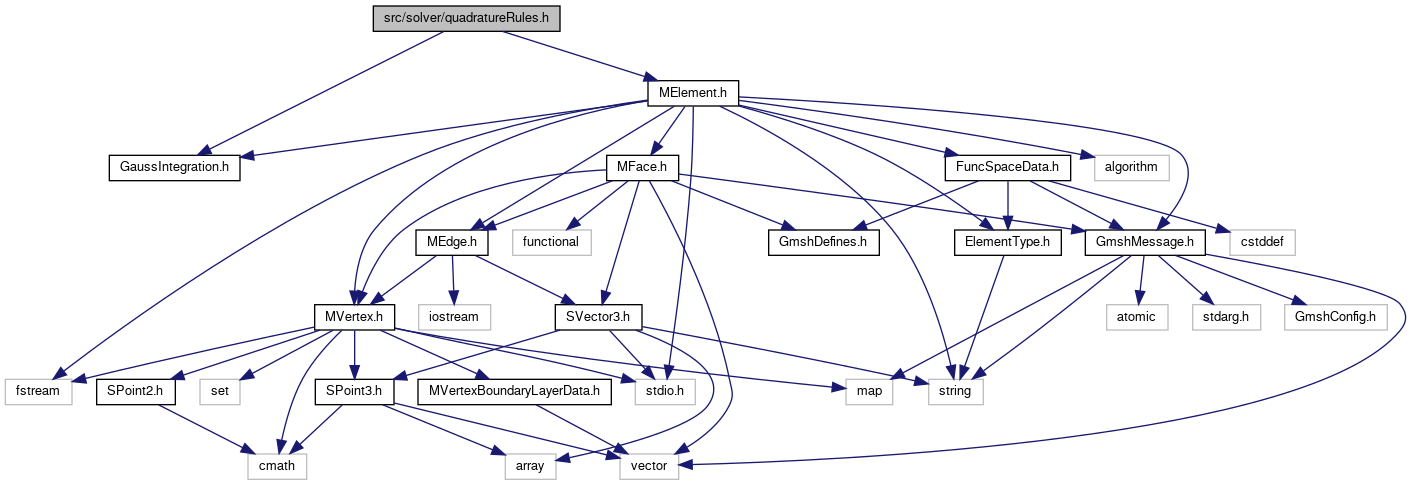 src/solver/quadratureRules.h
MElement.h
GaussIntegration.h
MFace.h
FuncSpaceData.h
algorithm
MEdge.h
functional
GmshDefines.h
ElementType.h
GmshMessage.h
cstddef
MVertex.h
iostream
SVector3.h
atomic
stdarg.h
GmshConfig.h
fstream
SPoint2.h
set
SPoint3.h
MVertexBoundaryLayerData.h
stdio.h
map
string
cmath
array
vector